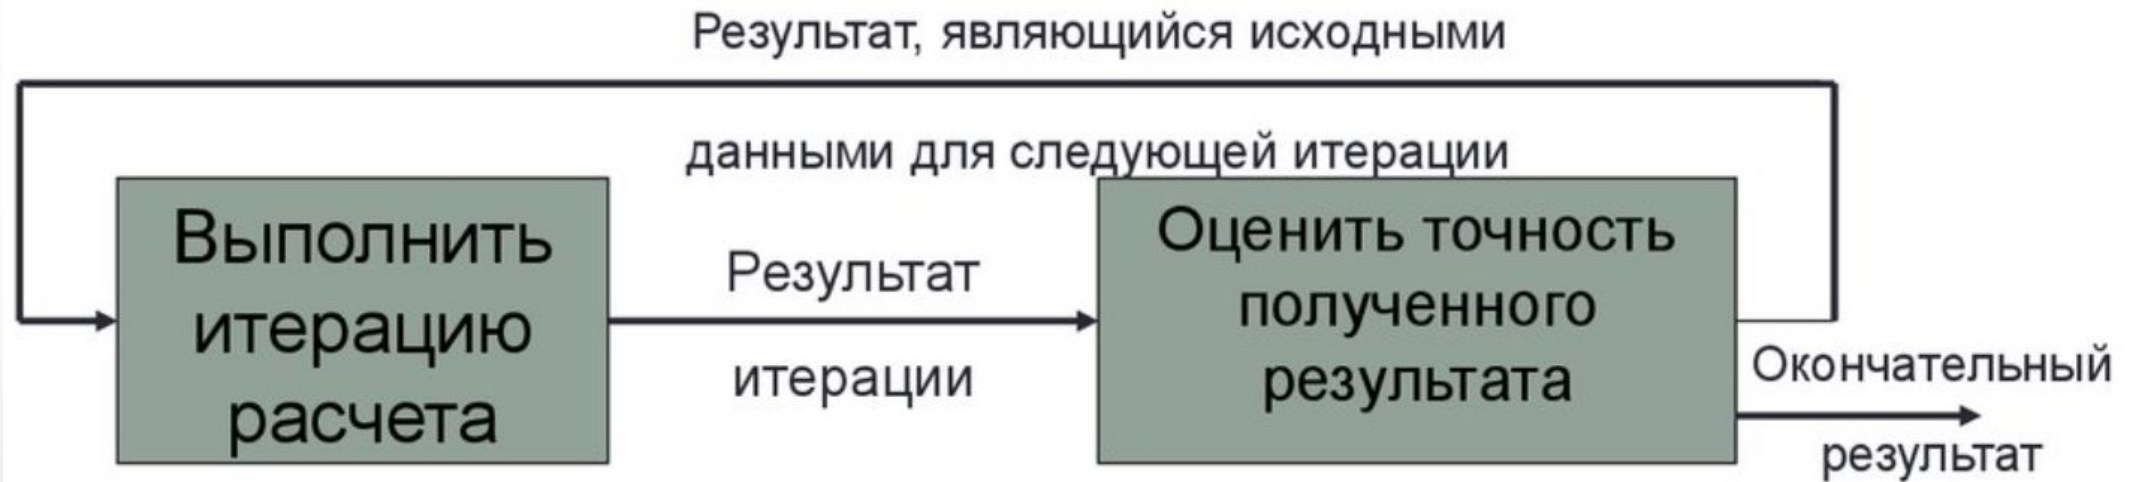 Результат, являющийся исходными
данными для следующей итерации
Выполнить
итерацию
расчета
Результат
итерации
Оценить точность
полученного
результата
Окончательный
результат